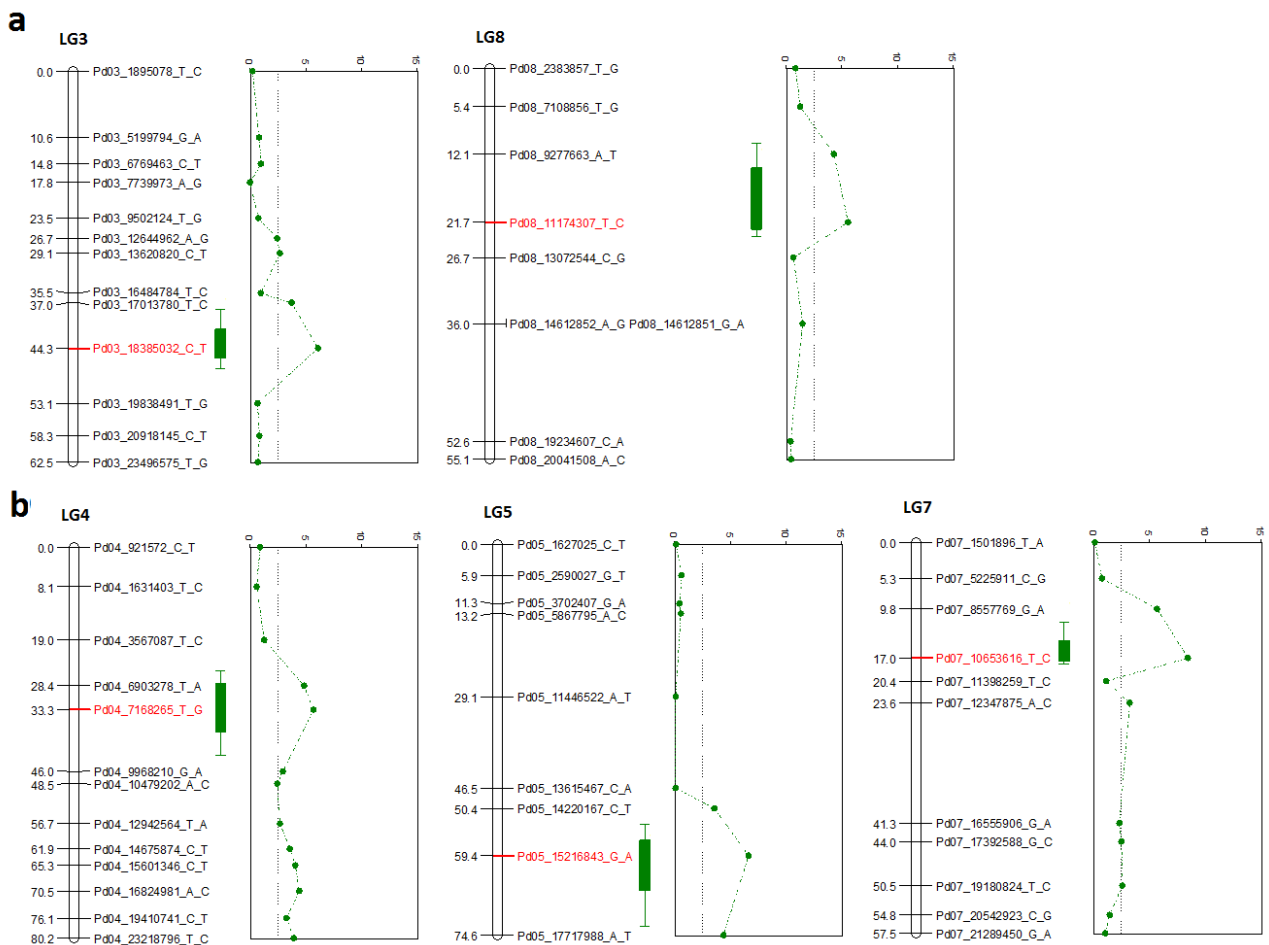 a
LG3
LG8
0 5 10 15
0 5 10 15
0.0 Pd03_1895078_T_C
10.6 Pd03_5199794_G_A
14.8 Pd03_6769463_C_T
17.8 Pd03_7739973_A_G
23.5 Pd03_9502124_T_G
26.7 Pd03_12644962_A_G
29.1 Pd03_13620820_C_T
35.5 Pd03_16484784_T_C
37.0 Pd03_17013780_T_C
44.3 Pd03_18385032_C_T
53.1 Pd03_19838491_T_G
58.3 Pd03_20918145_C_T
62.5 Pd03_23496575_T_G
0.0 Pd08_2383857_T_G
5.4 Pd08_7108856_T_G
12.1 Pd08_9277663_A_T
21.7 Pd08_11174307_T_C
26.7 Pd08_13072544_C_G
36.0 Pd08_14612852_A_G Pd08_14612851_G_A
52.6 Pd08_19234607_C_A
55.1 Pd08_20041508_A_C
b
LG4
LG5
LG7
0 5 10 15
0 5 10 15
0 5 10 15
0.0 Pd04_921572_C_T
8.1 Pd04_1631403_T_C
19.0 Pd04_3567087_T_C
28.4 Pd04_6903278_T_A
33.3 Pd04_7168265_T_G
46.0 Pd04_9968210_G_A
48.5 Pd04_10479202_A_C
56.7 Pd04_12942564_T_A
61.9 Pd04_14675874_C_T
65.3 Pd04_15601346_C_T
70.5 Pd04_16824981_A_C
76.1 Pd04_19410741_C_T
80.2 Pd04_23218796_T_C
0.0 Pd05_1627025_C_T
5.9 Pd05_2590027_G_T
11.3 Pd05_3702407_G_A
13.2 Pd05_5867795_A_C
29.1 Pd05_11446522_A_T
46.5 Pd05_13615467_C_A
50.4 Pd05_14220167_C_T
59.4 Pd05_15216843_G_A
74.6 Pd05_17717988_A_T
0.0 Pd07_1501896_T_A
5.3 Pd07_5225911_C_G
9.8 Pd07_8557769_G_A
17.0 Pd07_10653616_T_C
20.4 Pd07_11398259_T_C
23.6 Pd07_12347875_A_C
41.3 Pd07_16555906_G_A
44.0 Pd07_17392588_G_C
50.5 Pd07_19180824_T_C
54.8 Pd07_20542923_C_G
57.5 Pd07_21289450_G_A